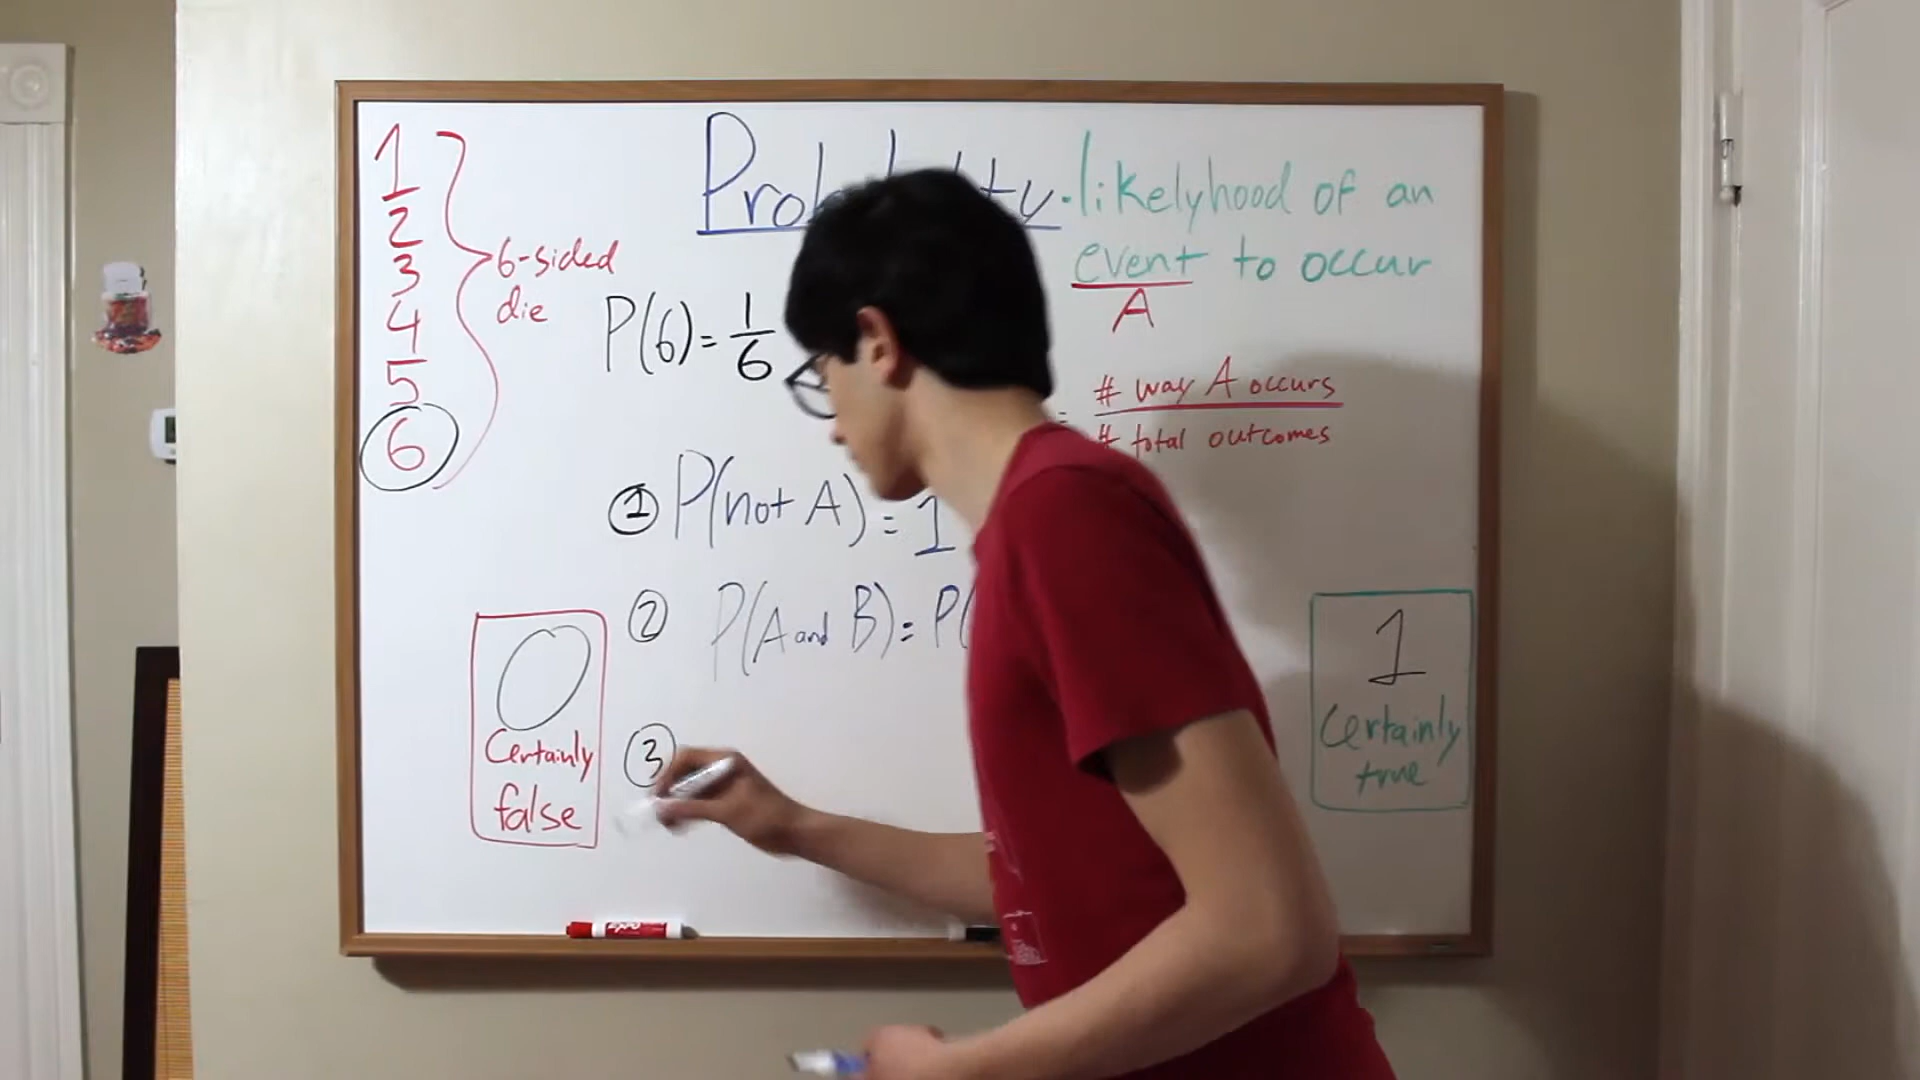 1
2
3
4
5
6
6-sided
die
likelyhood of an
event to occur
A
P(6)=1/6
# way A occurs
# total outcomes
① P(not A) = 1
② P(A and B) = P(
③
0
Certainly
false
1
Certainly
true
EXPO